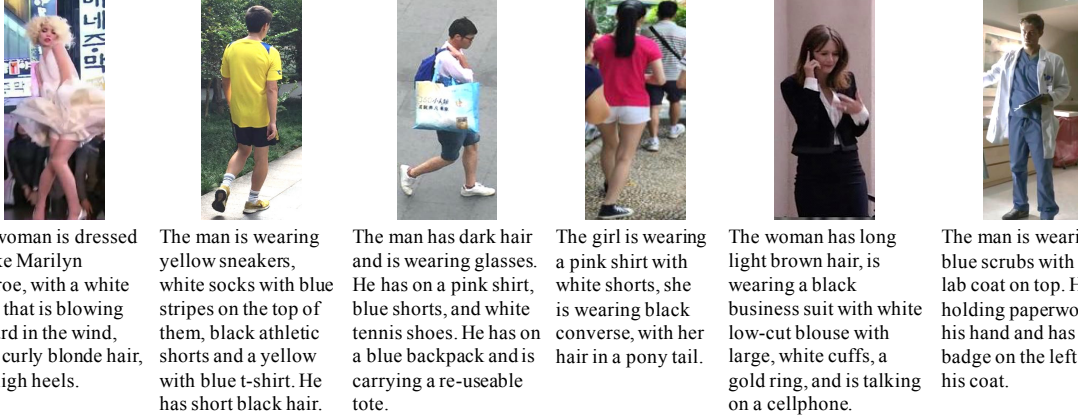 woman is dressed
Marilyn
with a white
that is blowing
in the wind,
curly blonde hair,
heels.
The man is wearing
yellow sneakers,
white socks with blue
stripes on the top of
them, black athletic
shorts and a yellow
with blue t-shirt. He
has short black hair.
The man has dark hair
and is wearing glasses.
He has on a pink shirt,
blue shorts, and white
tennis shoes. He has on
a blue backpack and is
carrying a re-useable
tote.
The girl is wearing
a pink shirt with
white shorts, she
is wearing black
converse, with her
hair in a pony tail.
The woman has long
light brown hair, is
wearing a black
business suit with white
low-cut blouse with
large, white cuffs, a
gold ring, and is talking
on a cellphone.
The man is
blue scrubs with
lab coat on top.
holding
his hand and has
badge on the left
his coat.